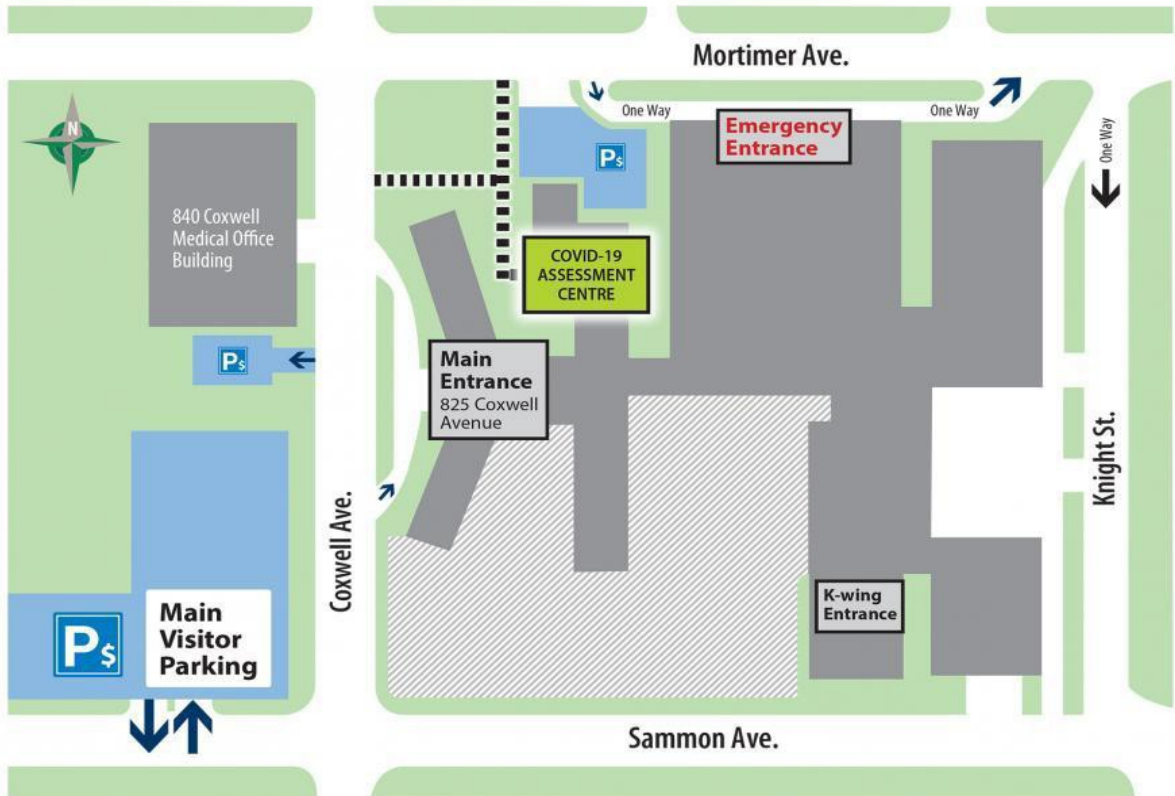 Mortimer Ave.
N
One Way
One Way
Emergency
Entrance
P$
One Way
840 Coxwell
Medical Office
Building
COVID-19
ASSESSMENT
CENTRE
P$
Main
Entrance
825 Coxwell
Avenue
Knight St.
Coxwell Ave.
K-wing
Entrance
P$
Main
Visitor
Parking
Sammon Ave.